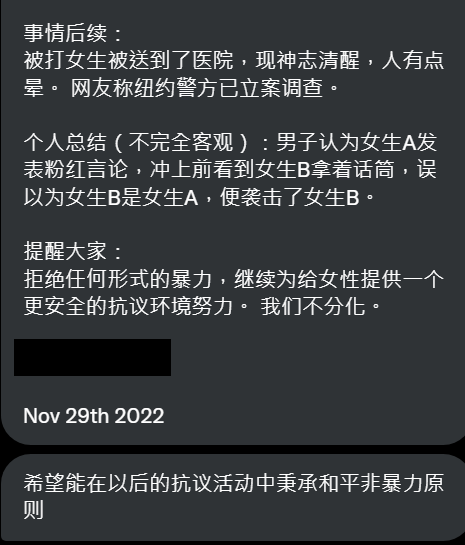 事情后续：
被打女生被送到了医院，现神志清醒，人有点
晕。 网友称纽约警方已立案调查。
个人总结（不完全客观）：男子认为女生A发
表粉红言论，冲上前看到女生B拿着话筒，误
以为女生B是女生A，便袭击了女生B。
提醒大家：
拒绝任何形式的暴力，继续为给女性提供一个
更安全的抗议环境努力。 我们不分化。
Nov 29th 2022
希望能在以后的抗议活动中秉承和平非暴力原
则